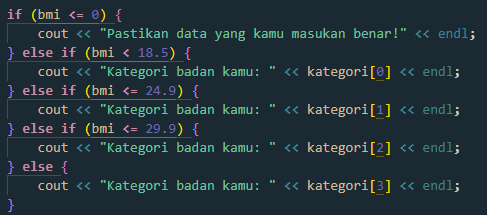 if (bmi <= 0) {
    cout << "Pastikan data yang kamu masukan benar!" << endl;
} else if (bmi < 18.5) {
    cout << "Kategori badan kamu: " << kategori[0] << endl;
} else if (bmi <= 24.9) {
    cout << "Kategori badan kamu: " << kategori[1] << endl;
} else if (bmi <= 29.9) {
    cout << "Kategori badan kamu: " << kategori[2] << endl;
} else {
    cout << "Kategori badan kamu: " << kategori[3] << endl;
}